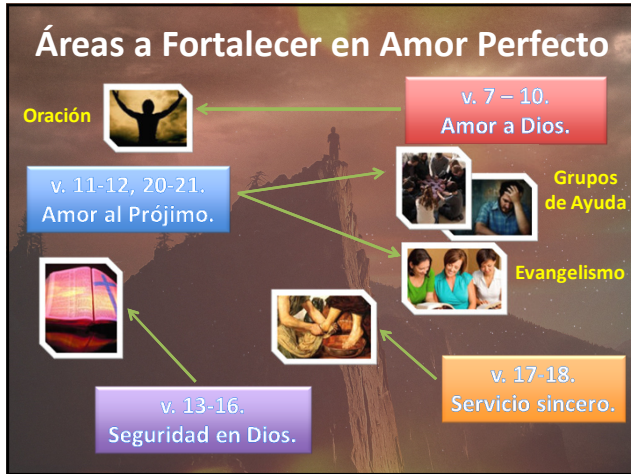 Áreas a Fortalecer en Amor Perfecto
Oración
v. 7 – 10.
Amor a Dios.
v. 11-12, 20-21.
Amor al Prójimo.
Grupos
de Ayuda
Evangelismo
v. 17-18.
Servicio sincero.
v. 13-16.
Seguridad en Dios.